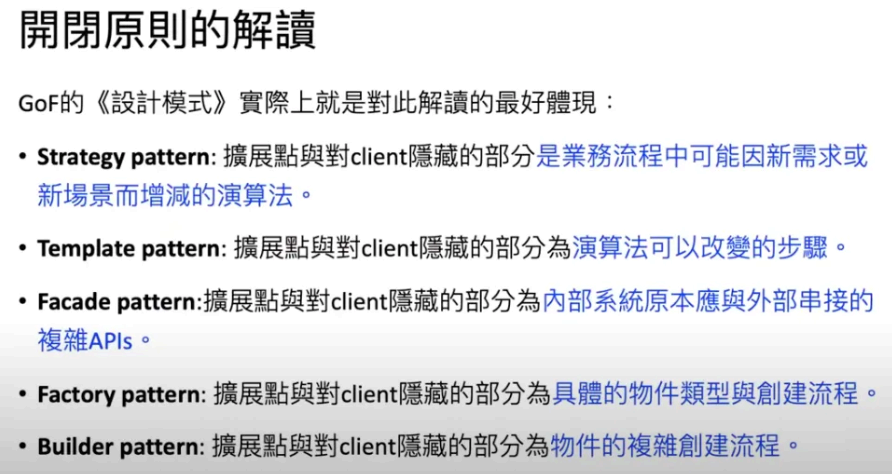 開閉原則的解讀
GoF的《設計模式》實際上就是對此解讀的最好體現：
• Strategy pattern: 擴展點與對client隱藏的部分是業務流程中可能因新需求或
新場景而增減的演算法。
• Template pattern: 擴展點與對client隱藏的部分為演算法可以改變的步驟。
• Facade pattern:擴展點與對client隱藏的部分為內部系統原本應與外部串接的
複雜APIs。
• Factory pattern: 擴展點與對client隱藏的部分為具體的物件類型與創建流程。
• Builder pattern: 擴展點與對client隱藏的部分為物件的複雜創建流程。